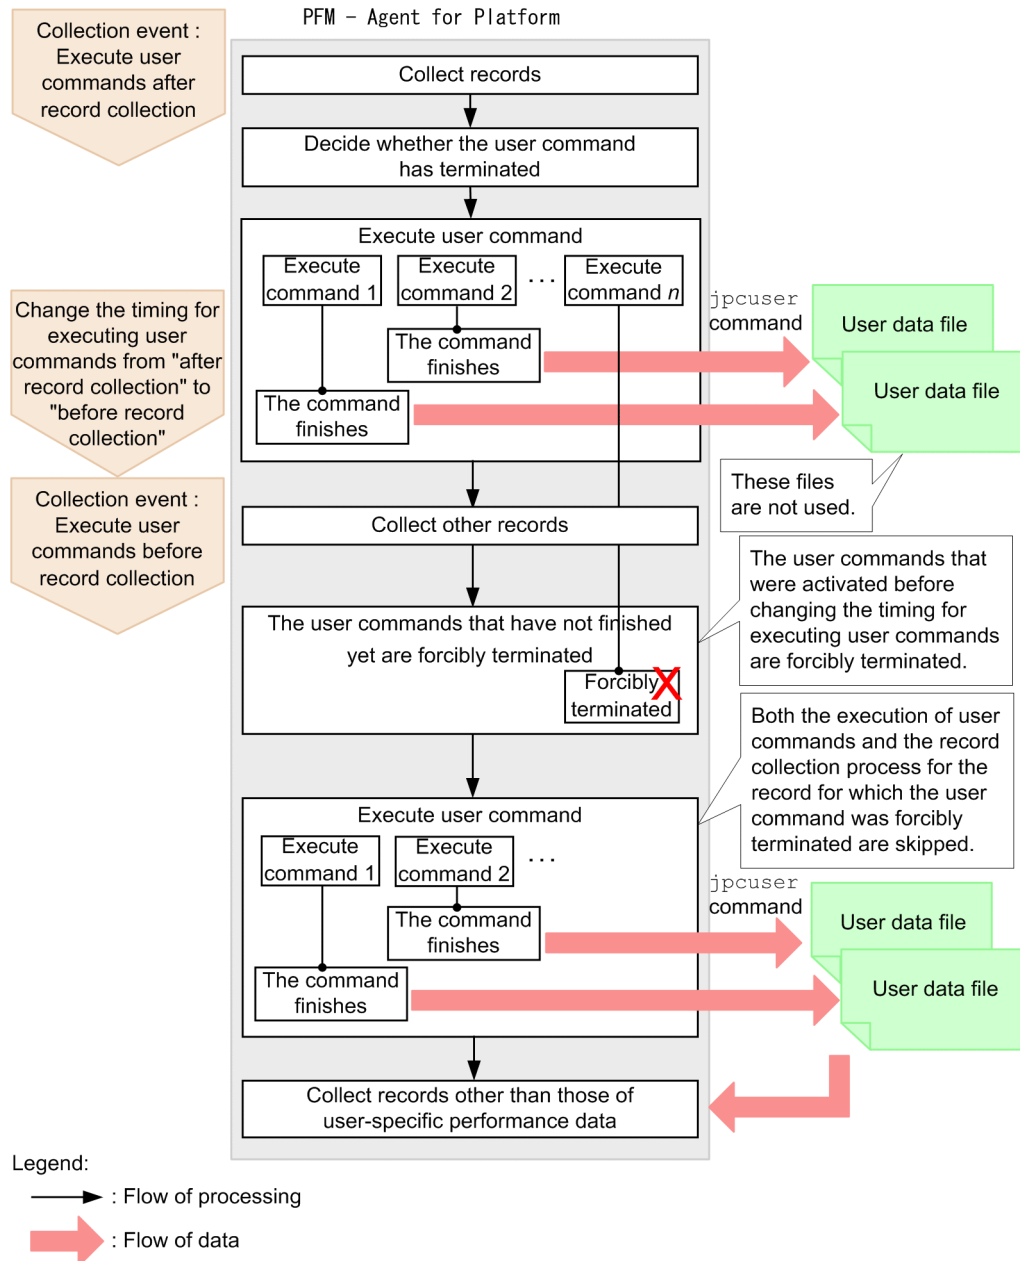 PFM - Agent for Platform
Collection event :
Execute user
commands after
record collection
Collect records
Decide whether the user command
has terminated
Execute user command
Execute
command 1
Execute
command 2
...
Execute
command n
Change the timing for
executing user
commands from "after
record collection" to
"before record
collection"
The command
finishes
The command
finishes
jpcuser
command
User data file
User data file
These files
are not used.
Collection event :
Execute user
commands before
record collection
Collect other records
The user commands that
were activated before
changing the timing for
executing user commands
are forcibly terminated.
The user commands that have not finished
yet are forcibly terminated
Forcibly
terminated
X
Both the execution of user
commands and the record
collection process for the
record for which the user
command was forcibly
terminated are skipped.
Execute user command
Execute
command 1
Execute
command 2
...
The command
finishes
The command
finishes
jpcuser
command
User data file
User data file
Collect records other than those of
user-specific performance data
Legend:
: Flow of processing
: Flow of data